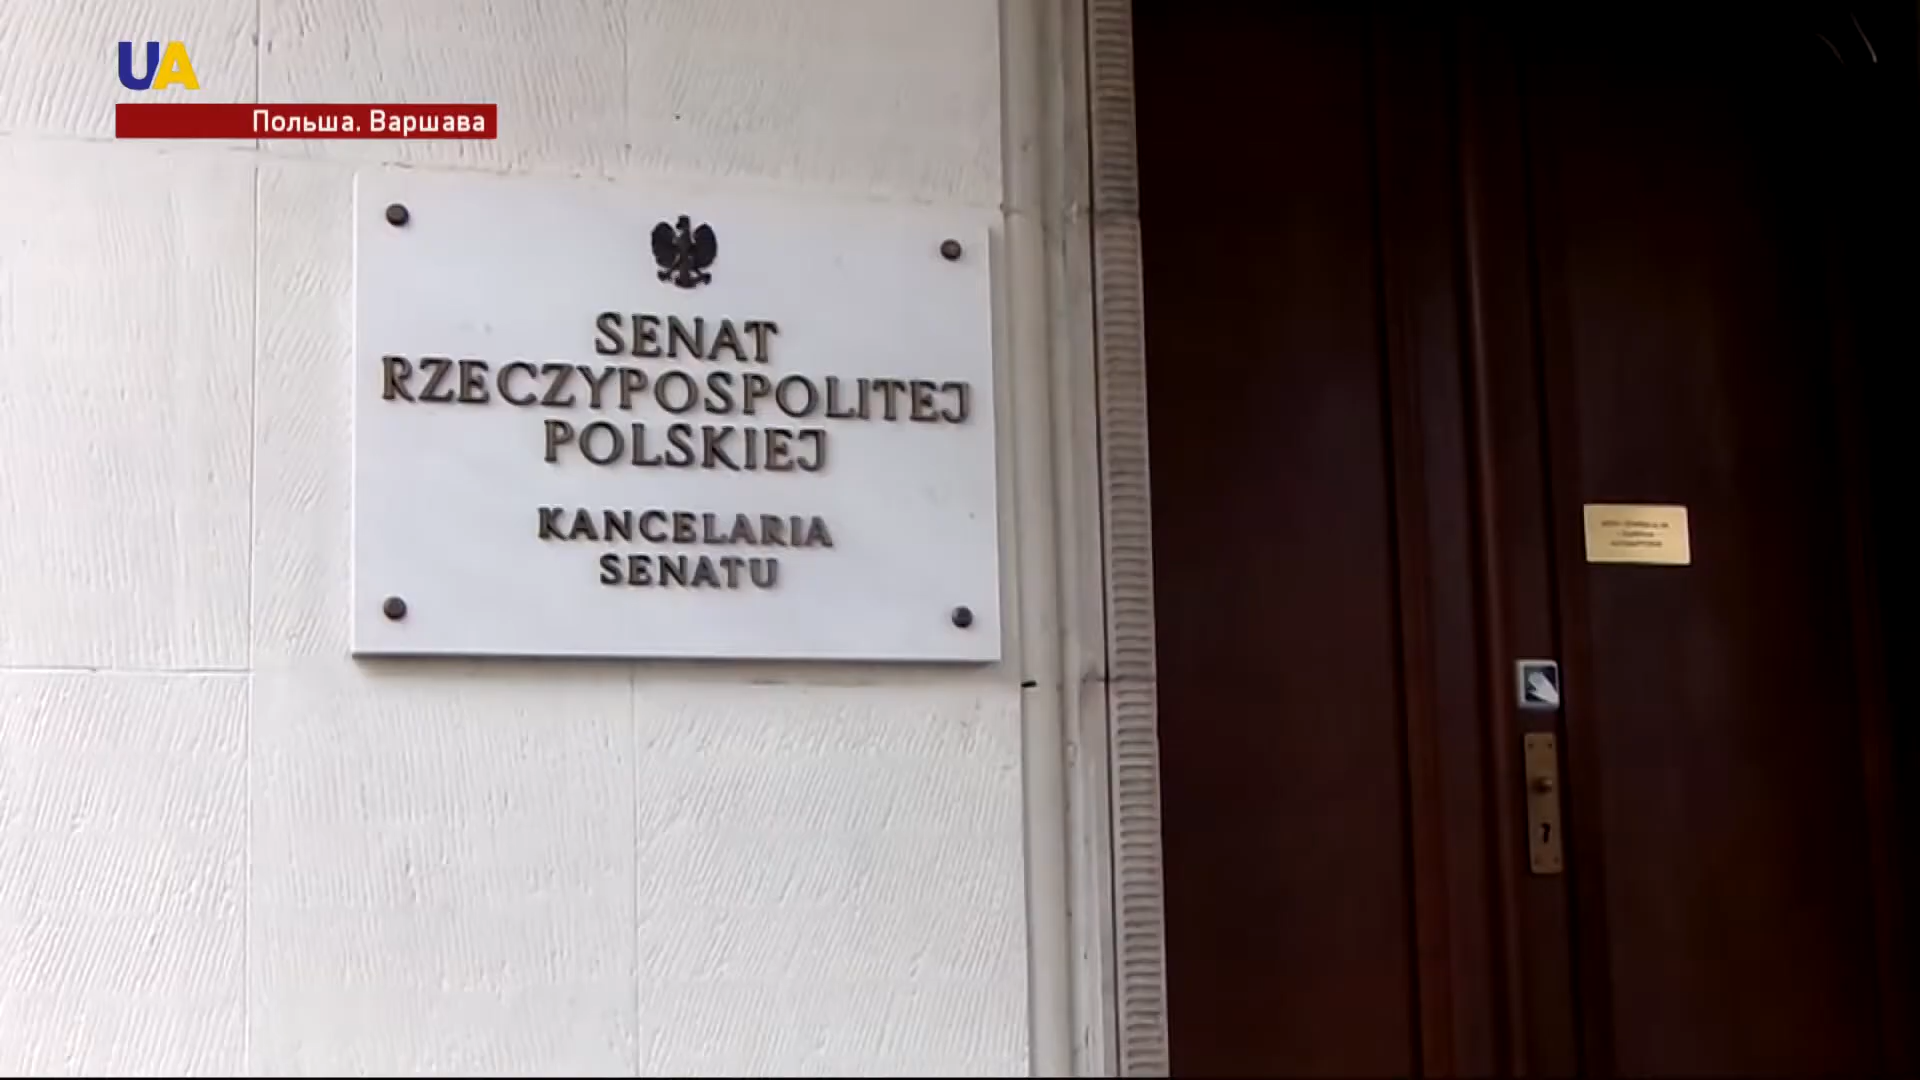 UA
Польша. Варшава
SENAT
RZECZYPOSPOLITEJ
POLSKIEJ
KANCELARIA
SENATU